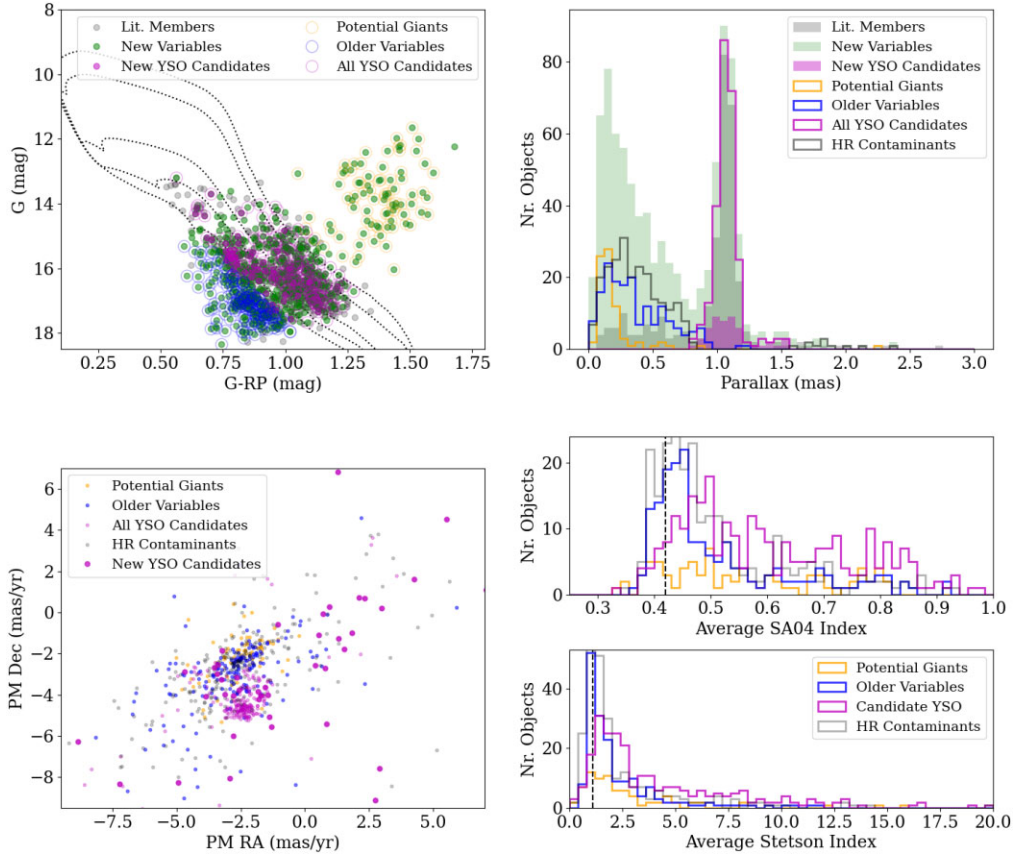 8
10
12
14
16
18
G (mag)
Lit. Members
New Variables
New YSO Candidates
Potential Giants
Older Variables
All YSO Candidates
0.25
0.50
0.75
1.00
1.25
1.50
1.75
G-RP (mag)
80
60
40
20
0
Nr. Objects
Lit. Members
New Variables
New YSO Candidates
Potential Giants
Older Variables
All YSO Candidates
HR Contaminants
0.0
0.5
1.0
1.5
2.0
2.5
3.0
Parallax (mas)
6
4
2
0
−2
−4
−6
−8
PM Dec (mas/yr)
Potential Giants
Older Variables
All YSO Candidates
HR Contaminants
New YSO Candidates
−7.5
−5.0
−2.5
0.0
2.5
5.0
PM RA (mas/yr)
20
10
0
Nr. Objects
0.3
0.4
0.5
0.6
0.7
0.8
0.9
1.0
Average SA04 Index
40
20
0
Nr. Objects
Potential Giants
Older Variables
Candidate YSO
HR Contaminants
0.0
2.5
5.0
7.5
10.0
12.5
15.0
17.5
20.0
Average Stetson Index